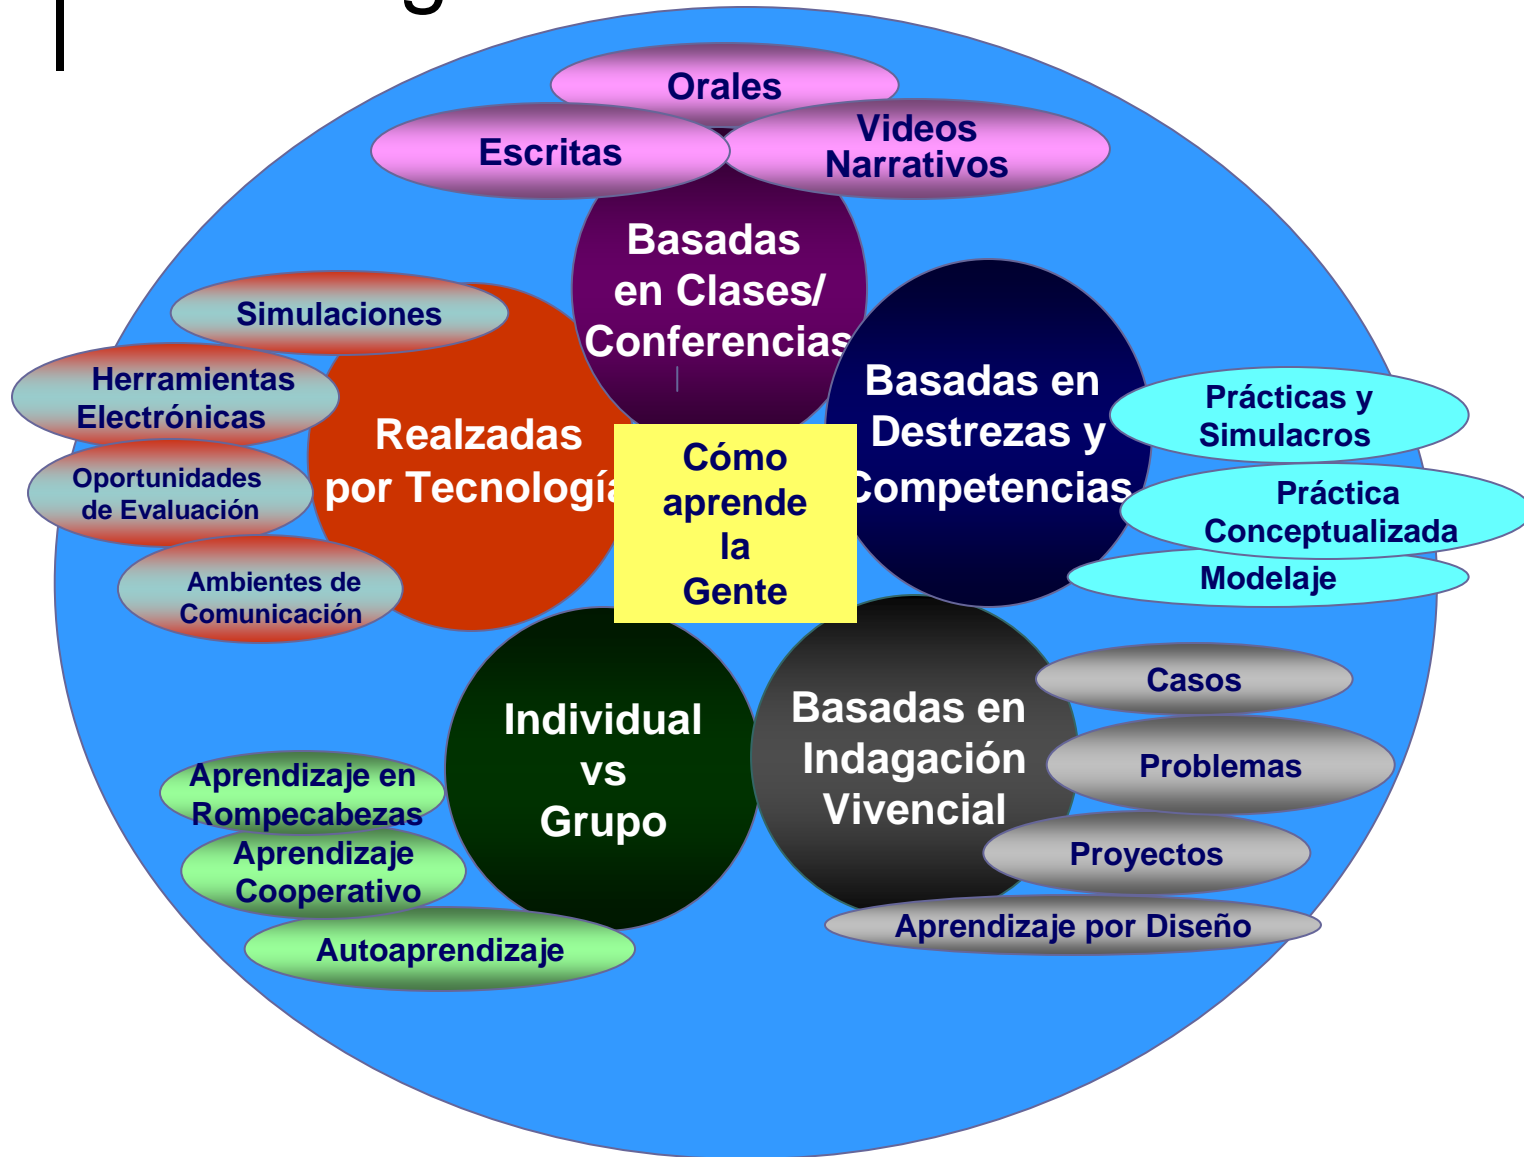 Orales
Escritas
Videos
Narrativos
Basadas
en Clases/
Conferencias
Simulaciones
Herramientas
Electrónicas
Oportunidades
de Evaluación
Ambientes de
Comunicación
Realzadas
por Tecnología
Cómo
aprende
la
Gente
Basadas en
Destrezas y
Competencias
Prácticas y
Simulacros
Práctica
Conceptualizada
Modelaje
Individual
vs
Grupo
Aprendizaje en
Rompecabezas
Aprendizaje
Cooperativo
Autoaprendizaje
Basadas en
Indagación
Vivencial
Casos
Problemas
Proyectos
Aprendizaje por Diseño